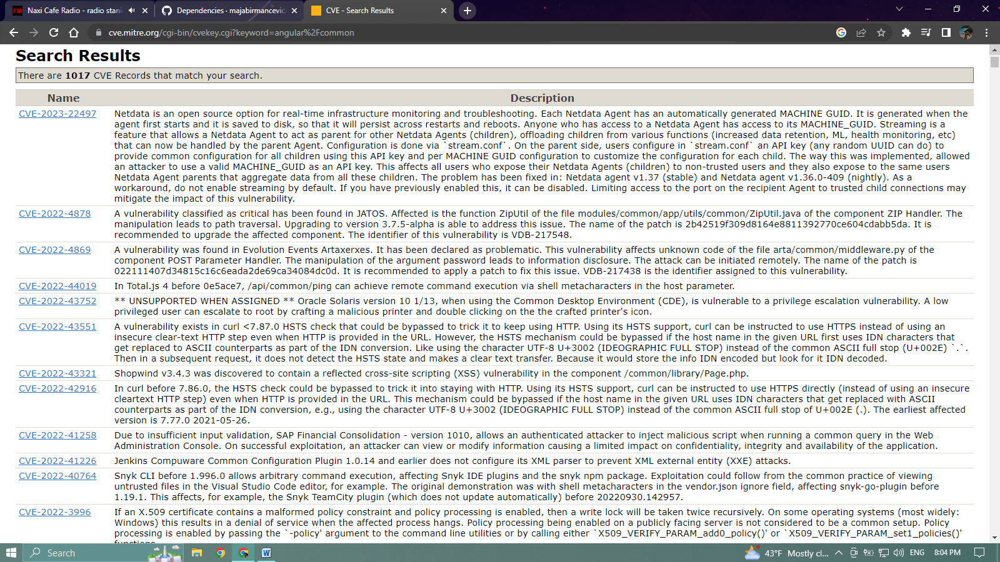 Naxi Cafe Radio - radio stani
Dependencies · majabirmancevic
CVE - Search Results
cve.mitre.org/cgi-bin/cvekey.cgi?keyword=angular%2Fcommon
Search Results
There are 1017 CVE Records that match your search.
Name Description
CVE-2023-22497 Netdata is an open source option for real-time infrastructure monitoring and troubleshooting. Each Netdata Agent has an automatically generated MACHINE GUID. It is generated when the
agent first starts and it is saved to disk, so that it will persist across restarts and reboots. Anyone who has access to a Netdata Agent has access to its MACHINE_GUID. Streaming is a
feature that allows a Netdata Agent to act as parent for other Netdata Agents (children), offloading children from various functions (increased data retention, ML, health monitoring, etc)
that can now be handled by the parent Agent. Configuration is done via `stream.conf`. On the parent side, users configure in `stream.conf` an API key (any random UUID can do) to
provide common configuration for all children using this API key and per MACHINE GUID configuration to customize the configuration for each child. The way this was implemented, allowed
an attacker to use a valid MACHINE_GUID as an API key. This affects all users who expose their Netdata Agents (children) to non-trusted users and they also expose to the same users
Netdata Agent parents that aggregate data from all these children. The problem has been fixed in: Netdata agent v1.37 (stable) and Netdata agent v1.36.0-409 (nightly). As a
workaround, do not enable streaming by default. If you have previously enabled this, it can be disabled. Limiting access to the port on the recipient Agent to trusted child connections may
mitigate the impact of this vulnerability.
CVE-2022-4878 A vulnerability classified as critical has been found in JATOS. Affected is the function ZipUtil of the file modules/common/app/utils/common/ZipUtil.java of the component ZIP Handler. The
manipulation leads to path traversal. Upgrading to version 3.7.5-alpha is able to address this issue. The name of the patch is 2b42519f309d8164e8811392770ce604cdabb5da. It is
recommended to upgrade the affected component. The identifier of this vulnerability is VDB-217548.
CVE-2022-4869 A vulnerability was found in Evolution Events Artaxerxes. It has been declared as problematic. This vulnerability affects unknown code of the file arta/common/middleware.py of the
component POST Parameter Handler. The manipulation of the argument password leads to information disclosure. The attack can be initiated remotely. The name of the patch is
022111407d34815c16c6eada2de69ca34084dc0d. It is recommended to apply a patch to fix this issue. VDB-217438 is the identifier assigned to this vulnerability.
CVE-2022-44019 In Total.js 4 before 0e5ace7, /api/common/ping can achieve remote command execution via shell metacharacters in the host parameter.
CVE-2022-43752 ** UNSUPPORTED WHEN ASSIGNED ** Oracle Solaris version 10 1/13, when using the Common Desktop Environment (CDE), is vulnerable to a privilege escalation vulnerability. A low
privileged user can escalate to root by crafting a malicious printer and double clicking on the the crafted printer's icon.
CVE-2022-43551 A vulnerability exists in curl <7.87.0 HSTS check that could be bypassed to trick it to keep using HTTP. Using its HSTS support, curl can be instructed to use HTTPS instead of using an
insecure clear-text HTTP step even when HTTP is provided in the URL. However, the HSTS mechanism could be bypassed if the host name in the given URL first uses IDN characters that
get replaced to ASCII counterparts as part of the IDN conversion. Like using the character UTF-8 U+3002 (IDEOGRAPHIC FULL STOP) instead of the common ASCII full stop (U+002E) `.`.
Then in a subsequent request, it does not detect the HSTS state and makes a clear text transfer. Because it would store the info IDN encoded but look for it IDN decoded.
CVE-2022-43321 Shopwind v3.4.3 was discovered to contain a reflected cross-site scripting (XSS) vulnerability in the component /common/library/Page.php.
CVE-2022-42916 In curl before 7.86.0, the HSTS check could be bypassed to trick it into staying with HTTP. Using its HSTS support, curl can be instructed to use HTTPS directly (instead of using an insecure
cleartext HTTP step) even when HTTP is provided in the URL. This mechanism could be bypassed if the host name in the given URL uses IDN characters that get replaced with ASCII
counterparts as part of the IDN conversion, e.g., using the character UTF-8 U+3002 (IDEOGRAPHIC FULL STOP) instead of the common ASCII full stop of U+002E (.). The earliest affected
version is 7.77.0 2021-05-26.
CVE-2022-41258 Due to insufficient input validation, SAP Financial Consolidation - version 1010, allows an authenticated attacker to inject malicious script when running a common query in the Web
Administration Console. On successful exploitation, an attacker can view or modify information causing a limited impact on confidentiality, integrity and availability of the application.
CVE-2022-41226 Jenkins Compuware Common Configuration Plugin 1.0.14 and earlier does not configure its XML parser to prevent XML external entity (XXE) attacks.
CVE-2022-40764 Snyk CLI before 1.996.0 allows arbitrary command execution, affecting Snyk IDE plugins and the snyk npm package. Exploitation could follow from the common practice of viewing
untrusted files in the Visual Studio Code editor, for example. The original demonstration was with shell metacharacters in the vendor.json ignore field, affecting snyk-go-plugin before
1.19.1. This affects, for example, the Snyk TeamCity plugin (which does not update automatically) before 20220930.142957.
CVE-2022-3996 If an X.509 certificate contains a malformed policy constraint and policy processing is enabled, then a write lock will be taken twice recursively. On some operating systems (most widely:
Windows) this results in a denial of service when the affected process hangs. Policy processing being enabled on a publicly facing server is not considered to be a common setup. Policy
processing is enabled by passing the `-policy' argument to the command line utilities or by calling either `X509_VERIFY_PARAM_add0_policy()' or `X509_VERIFY_PARAM_set1_policies()'
Search
43°F Mostly cl... ENG 8:04 PM